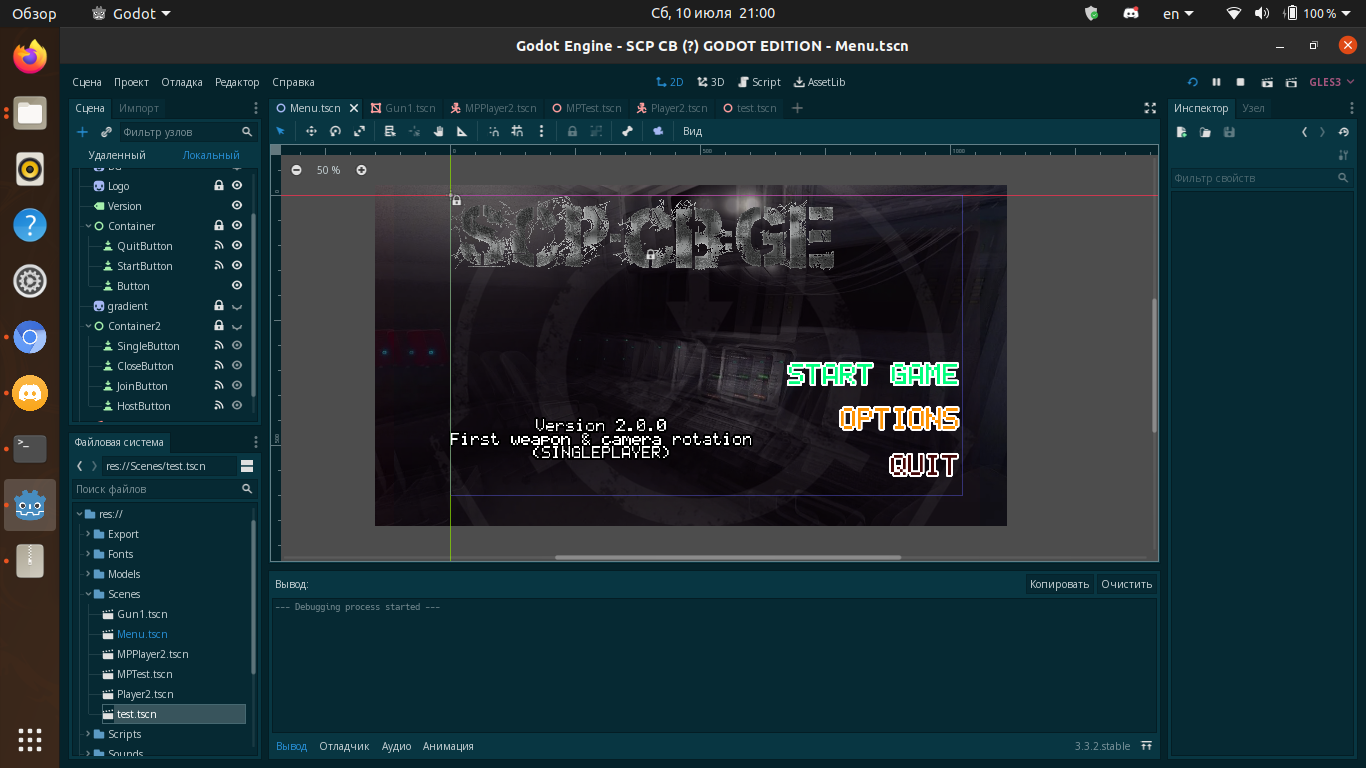 Обзор
Godot
Сб, 10 июля 21:00
en
100 %
Godot Engine - SCP CB (?) GODOT EDITION - Menu.tscn
Сцена Проект Отладка Редактор Справка
2D 3D Script AssetLib
GLES3
Сцена Импорт
Menu.tscn Gun1.tscn MPPlayer2.tscn MPTest.tscn Player2.tscn test.tscn
Инспектор Узел
Фильтр узлов
Вид
Удаленный Локальный
50 %
0 500 1000
Фильтр свойств
Logo
Version
Container
QuitButton
StartButton
Button
gradient
Container2
SingleButton
CloseButton
JoinButton
HostButton
SCP-CB-GE
START GAME
OPTIONS
QUIT
Version 2.0.0
First weapon & camera rotation
(SINGLEPLAYER)
Файловая система
res://Scenes/test.tscn
Поиск файлов
res://
Export
Fonts
Models
Scenes
Gun1.tscn
Menu.tscn
MPPlayer2.tscn
MPTest.tscn
Player2.tscn
test.tscn
Scripts
Sounds
Вывод:
Копировать Очистить
--- Debugging process started ---
Вывод Отладчик Аудио Анимация
3.3.2.stable